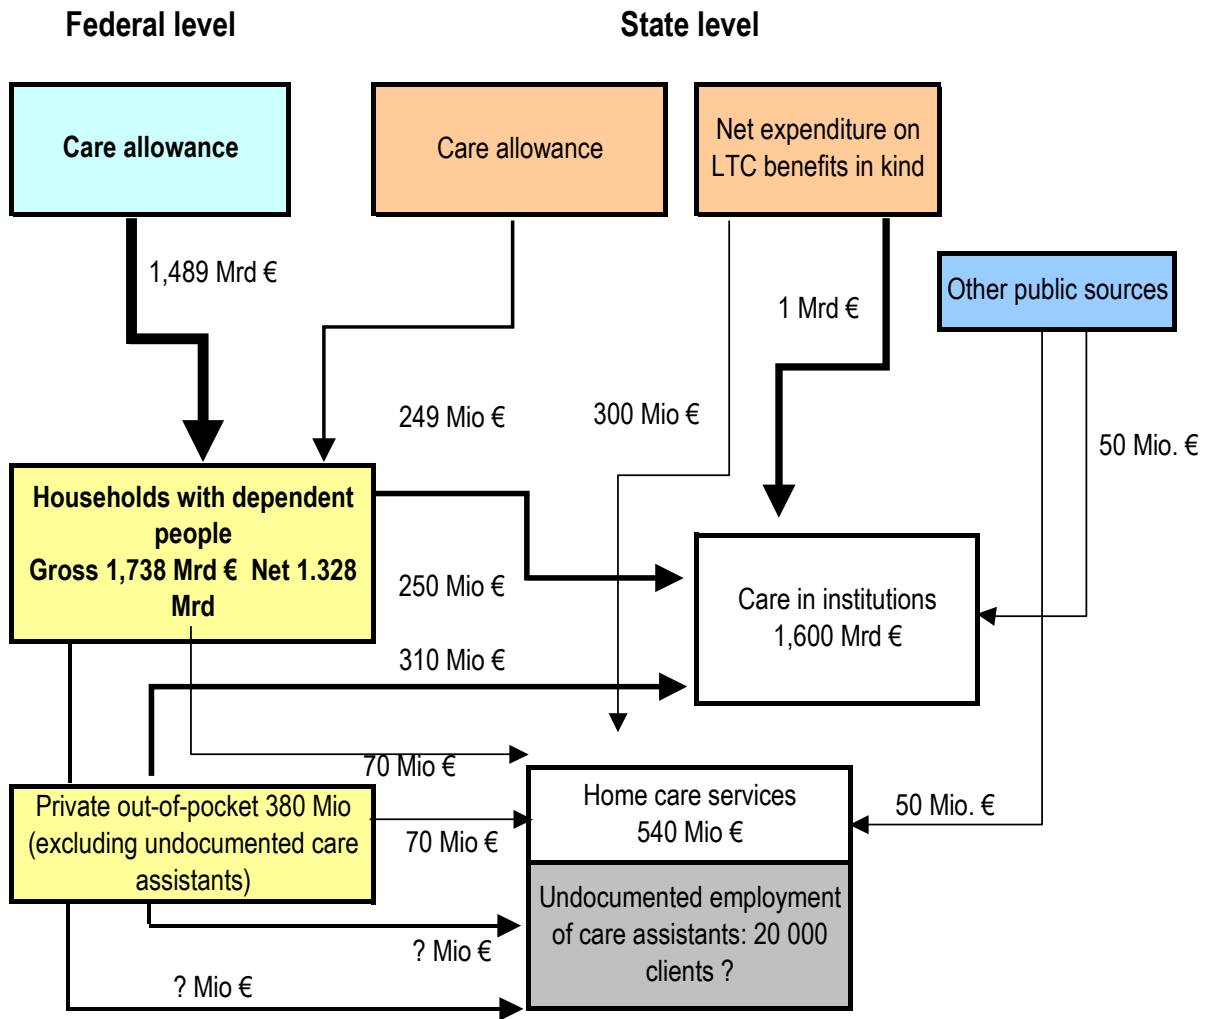 Federal level
State level
Care allowance
Care allowance
Net expenditure on
LTC benefits in kind
1,489 Mrd €
1 Mrd €
Other public sources
249 Mio €
300 Mio €
50 Mio. €
Households with dependent
people
Gross 1,738 Mrd €  Net 1.328
Mrd
250 Mio €
Care in institutions
1,600 Mrd €
310 Mio €
70 Mio €
Private out-of-pocket 380 Mio
(excluding undocumented care
assistants)
70 Mio €
Home care services
540 Mio €
50 Mio. €
Undocumented employment
of care assistants: 20 000
clients ?
? Mio €
? Mio €